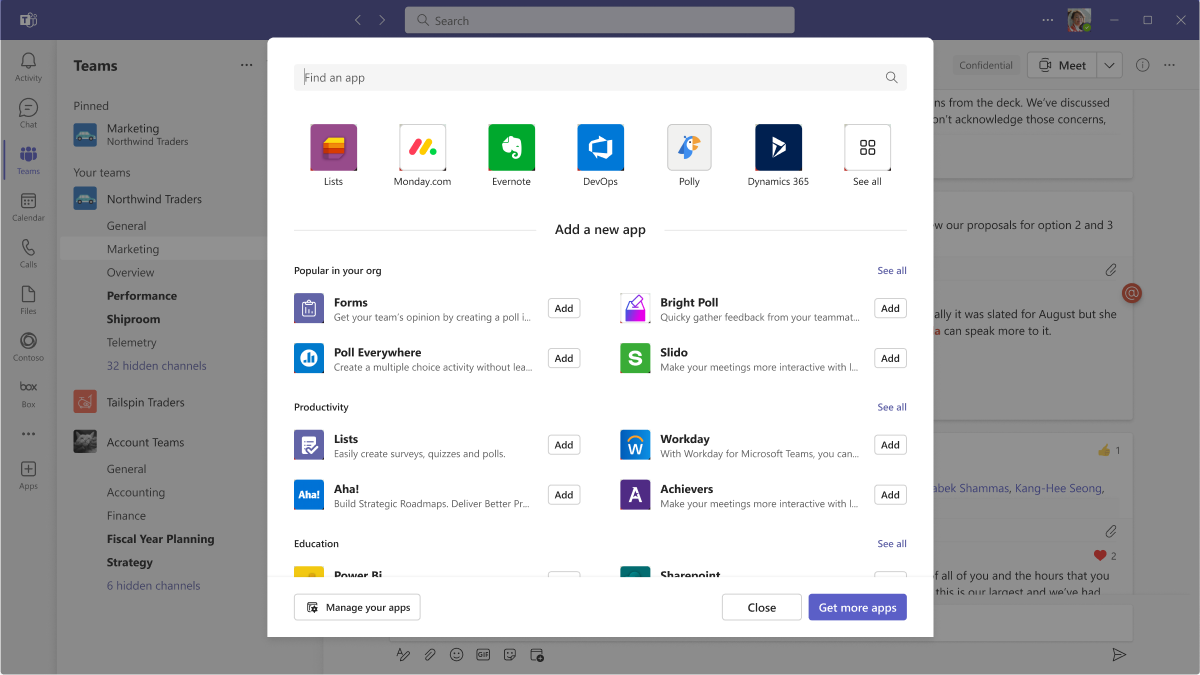 Search
Activity
Chat
Teams
Calendar
Calls
Files
Contoso
box
Box
Apps
Teams
Pinned
Marketing
Northwind Traders
Your teams
Northwind Traders
General
Marketing
Overview
Performance
Shiproom
Telemetry
32 hidden channels
Tailspin Traders
Account Teams
General
Accounting
Finance
Fiscal Year Planning
Strategy
6 hidden channels
Find an app
Lists
Monday.com
Evernote
DevOps
Polly
Dynamics 365
See all
Add a new app
Popular in your org
See all
Forms
Get your team's opinion by creating a poll i...
Add
Bright Poll
Quicky gather feedback from your teammat...
Add
Poll Everywhere
Create a multiple choice activity without lea...
Add
S
Slido
Make your meetings more interactive with l...
Add
Productivity
See all
Lists
Easily create surveys, quizzes and polls.
Add
W
Workday
With Workday for Microsoft Teams, you can...
Add
Aha!
Aha!
Build Strategic Roadmaps. Deliver Better Pr...
Add
A
Achievers
Make your meetings more interactive with l...
Add
Education
See all
Power Bi
Sharepoint
Manage your apps
Close
Get more apps
Confidential
Meet
ns from the deck. We've discussed
n't acknowledge those concerns,
w our proposals for option 2 and 3
@
ally it was slated for August but she
a can speak more to it.
1
abek Shammas, Kang-Hee Seong,
2
of all of you and the hours that you
this is our largest and we've had
GIF